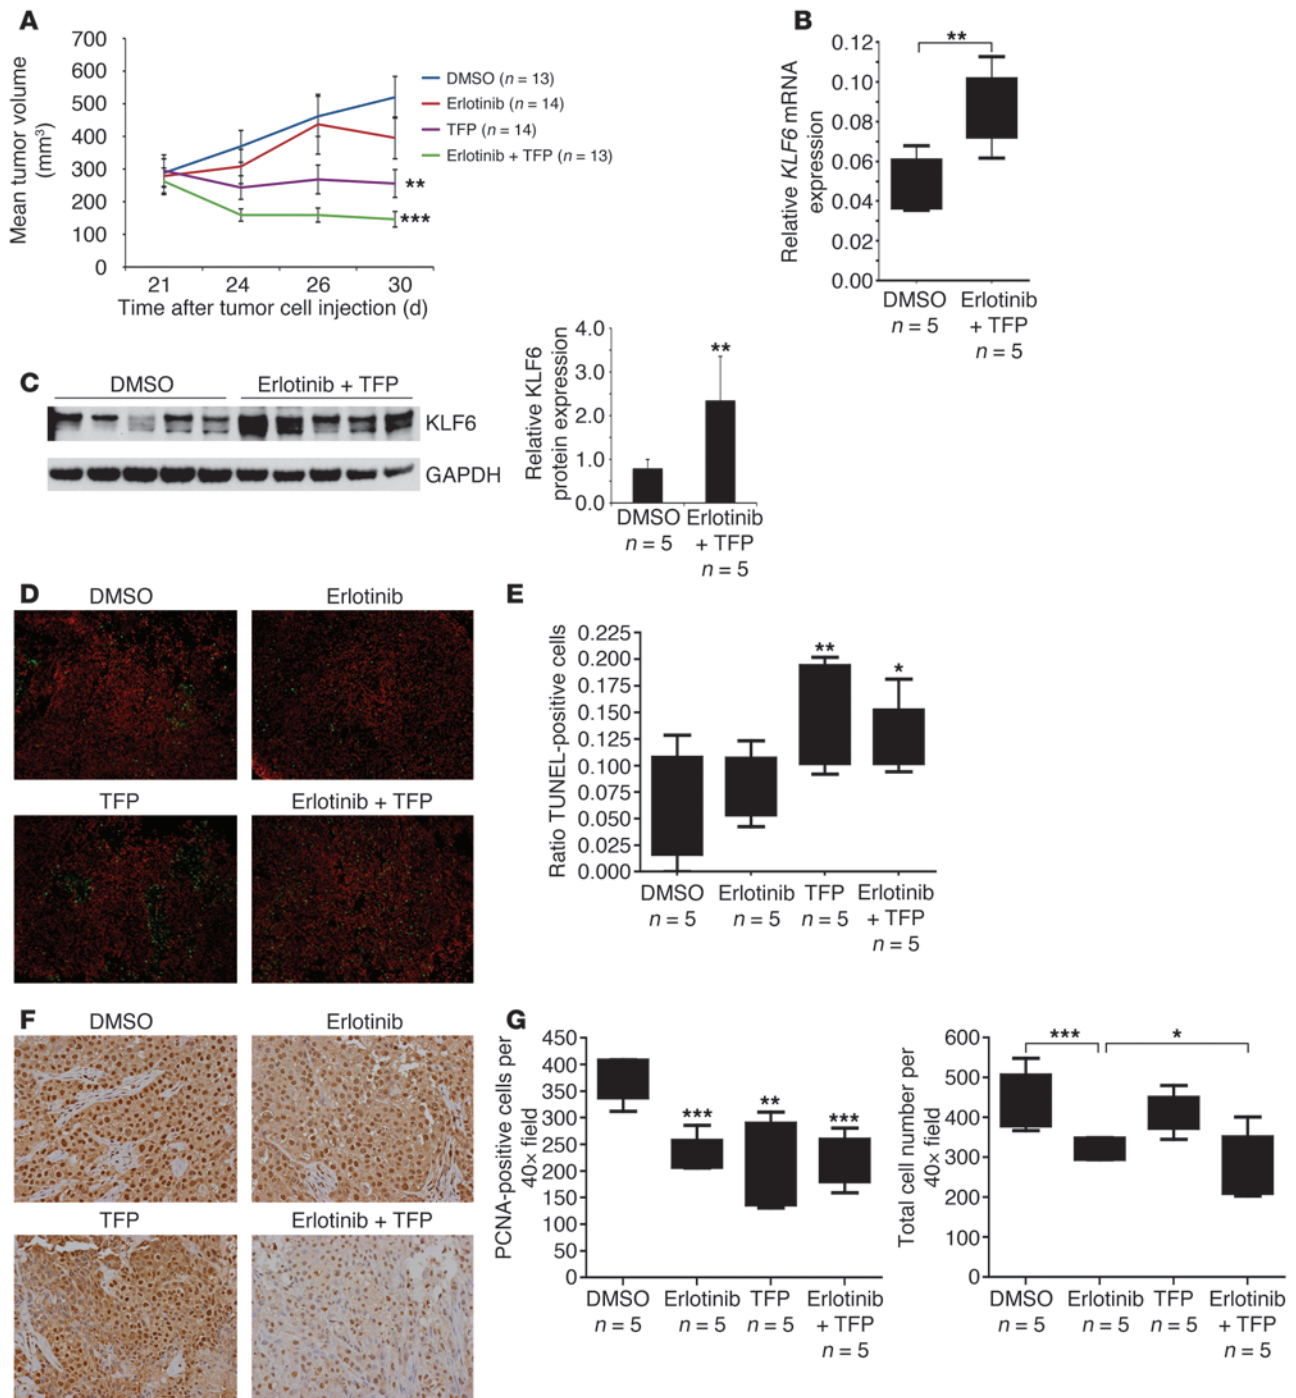 A
700
600
500
400
300
200
100
0
Mean tumor volume
(mm³)
21 24 26 30
Time after tumor cell injection (d)
DMSO (n = 13)
Erlotinib (n = 14)
TFP (n = 14)
Erlotinib + TFP (n = 13)
**
***
B
**
0.12
0.10
0.08
0.06
0.04
0.02
0.00
Relative KLF6 mRNA
expression
DMSO
n = 5
Erlotinib
+ TFP
n = 5
C
DMSO Erlotinib + TFP
KLF6
GAPDH
4.0
3.0
2.0
1.0
0.0
Relative KLF6
protein expression
**
DMSO
n = 5
Erlotinib
+ TFP
n = 5
D
DMSO Erlotinib
TFP Erlotinib + TFP
E
0.225
0.200
0.175
0.150
0.125
0.100
0.075
0.050
0.025
0.000
Ratio TUNEL-positive cells
**
*
DMSO
n = 5
Erlotinib
n = 5
TFP
n = 5
Erlotinib
+ TFP
n = 5
F
DMSO Erlotinib
TFP Erlotinib + TFP
G
450
400
350
300
250
200
150
100
50
0
PCNA-positive cells per
40× field
***
**
***
DMSO
n = 5
Erlotinib
n = 5
TFP
n = 5
Erlotinib
+ TFP
n = 5
600
500
400
300
200
100
0
Total cell number per
40× field
***
*
DMSO
n = 5
Erlotinib
n = 5
TFP
n = 5
Erlotinib
+ TFP
n = 5